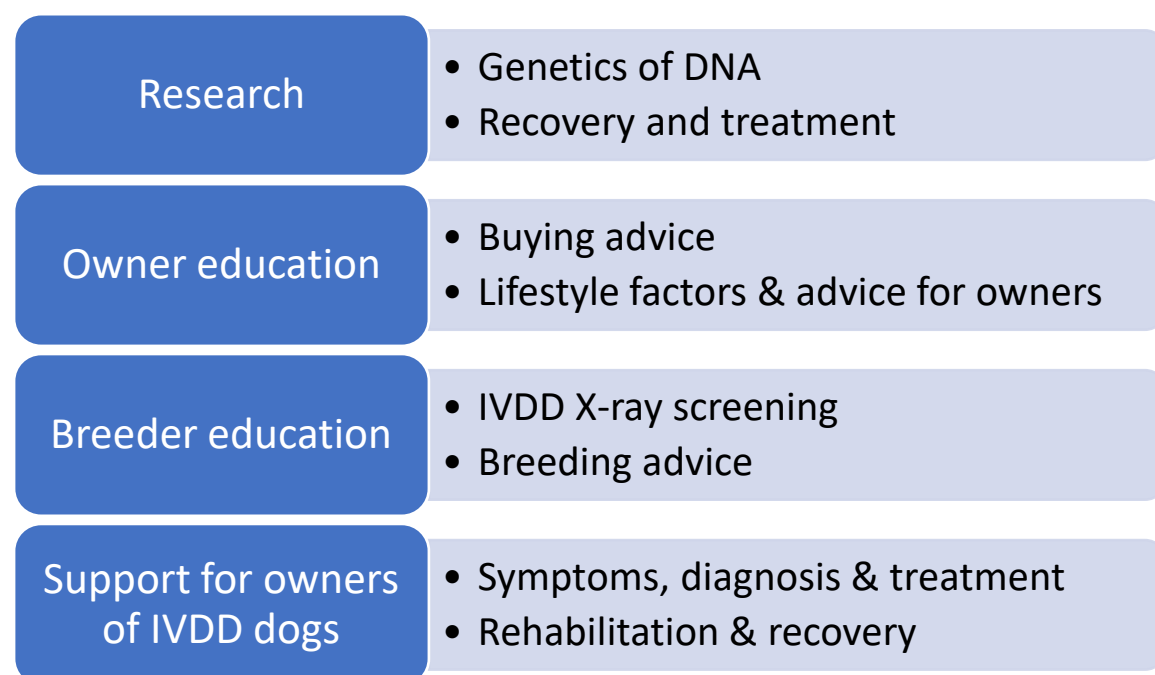 Research
• Genetics of DNA
• Recovery and treatment
Owner education
• Buying advice
• Lifestyle factors & advice for owners
Breeder education
• IVDD X-ray screening
• Breeding advice
Support for owners
of IVDD dogs
• Symptoms, diagnosis & treatment
• Rehabilitation & recovery